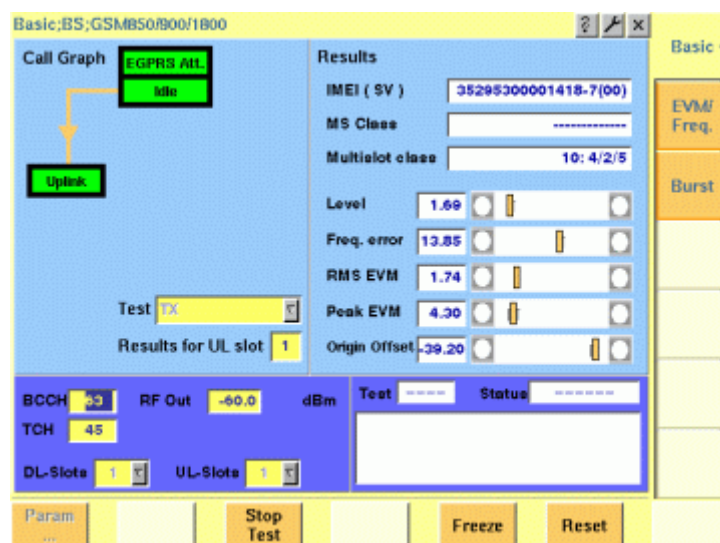 Basic;BS;GSM850/900/1800
?
x
Basic
Call Graph
EGPRS Att.
Idle
Uplink
Test TX
Results for UL slot 1
Results
IMEI ( SV ) 35295300001418-7(00)
MS Class -------------
Multislot class 10: 4/2/5
Level 1.69
Freq. error 13.85
RMS EVM 1.74
Peak EVM 4.30
Origin Offset -39.20
EVM/
Freq.
Burst
BCCH RF Out -60.0 dBm
TCH 45
DL-Slots 1 UL-Slots 1
Test ---- Status ------
Param
...
Stop
Test
Freeze
Reset